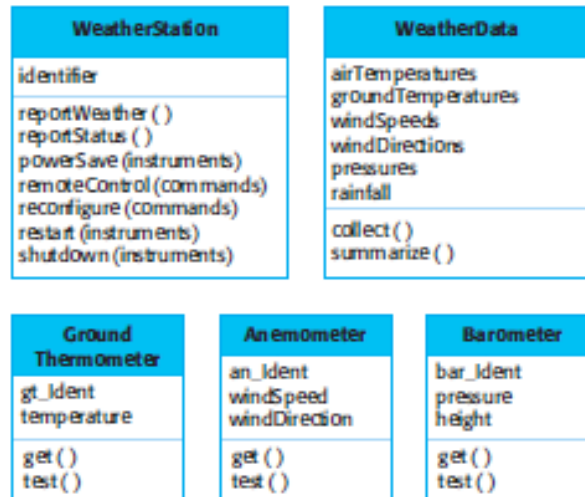 WeatherStation
identifier
reportWeather ( )
reportStatus ( )
powerSave (instruments)
remoteControl (commands)
reconfigure (commands)
restart (instruments)
shutdown (instruments)
WeatherData
airTemperatures
groundTemperatures
windSpeeds
windDirections
pressures
rainfall
collect ( )
summarize ( )
Ground
Thermometer
gt_Ident
temperature
get ( )
test ( )
Anemometer
an_Ident
windSpeed
windDirection
get ( )
test ( )
Barometer
bar_Ident
pressure
height
get ( )
test ( )